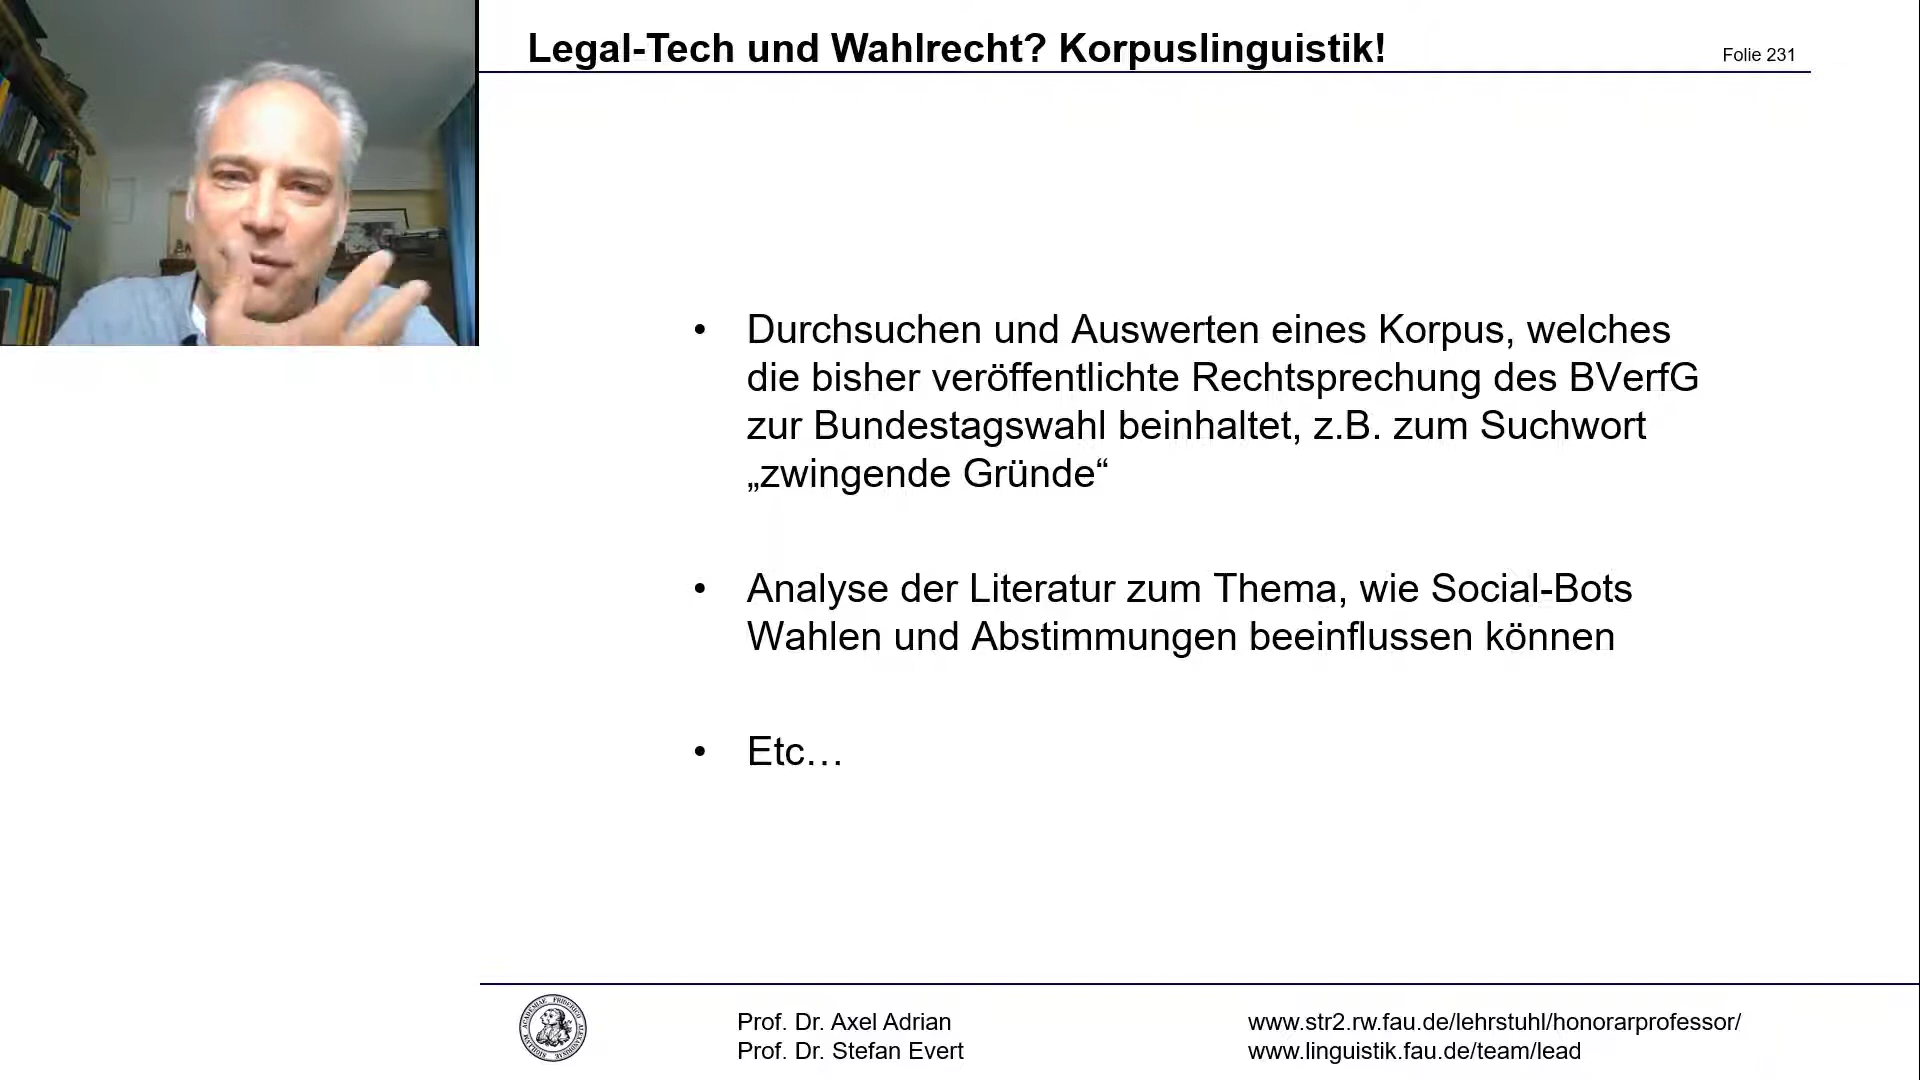 Legal-Tech und Wahlrecht? Korpuslinguistik!
Folie 231
• Durchsuchen und Auswerten eines Korpus, welches
die bisher veröffentlichte Rechtsprechung des BVerfG
zur Bundestagswahl beinhaltet, z.B. zum Suchwort
„zwingende Gründe“
• Analyse der Literatur zum Thema, wie Social-Bots
Wahlen und Abstimmungen beeinflussen können
• Etc…
Prof. Dr. Axel Adrian
Prof. Dr. Stefan Evert
www.str2.rw.fau.de/lehrstuhl/honorarprofessor/
www.linguistik.fau.de/team/lead